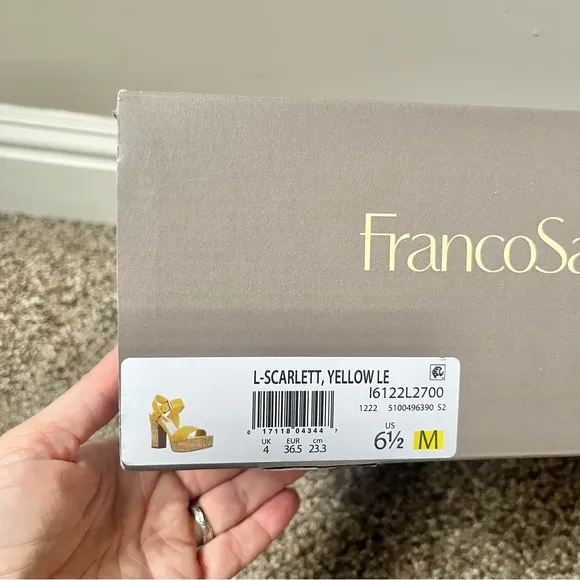 FrancoSa
L-SCARLETT, YELLOW LE
I6122L2700
1222 5100496390 S2
0 17118 04344 7
UK EUR cm
4 36.5 23.3
US
6½ M